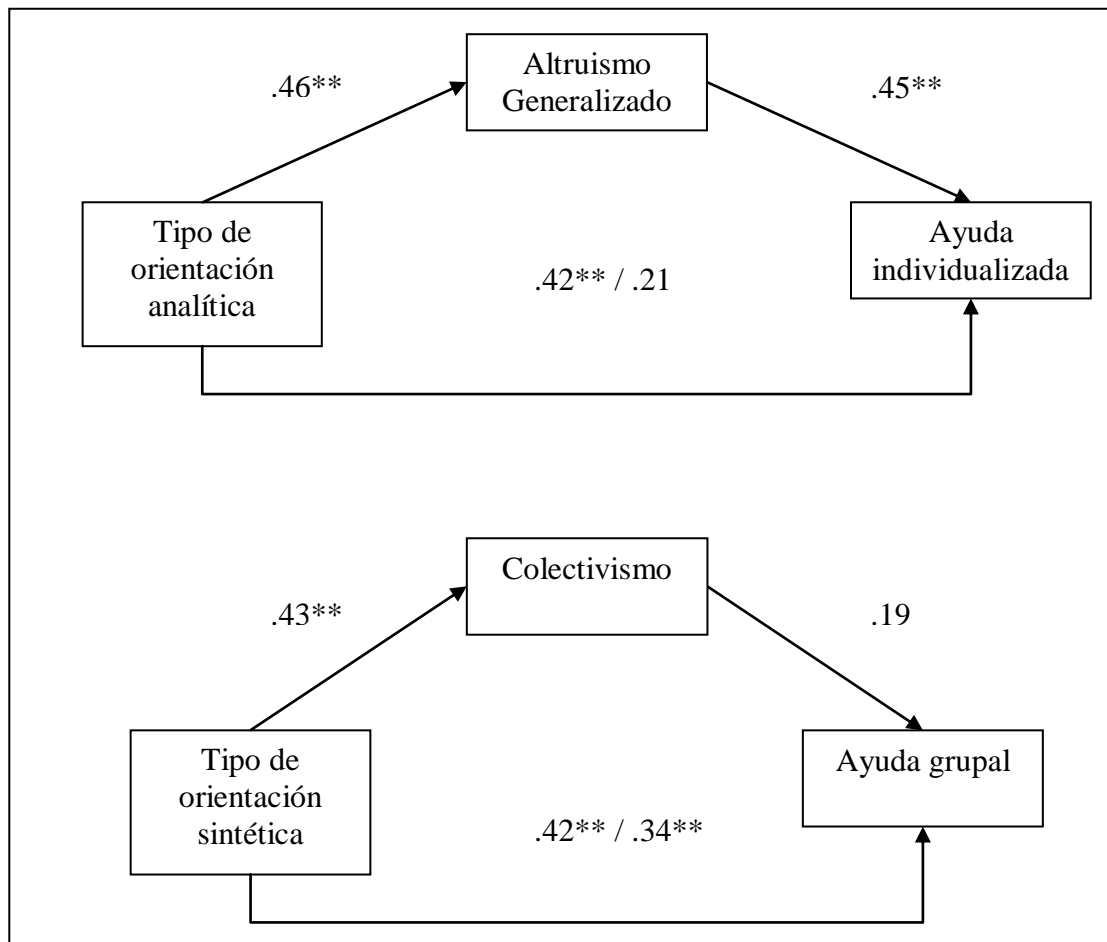 Altruismo
Generalizado
.46**
.45**
Tipo de
orientación
analítica
Ayuda
individualizada
.42** / .21
Colectivismo
.43**
.19
Tipo de
orientación
sintética
Ayuda grupal
.42** / .34**